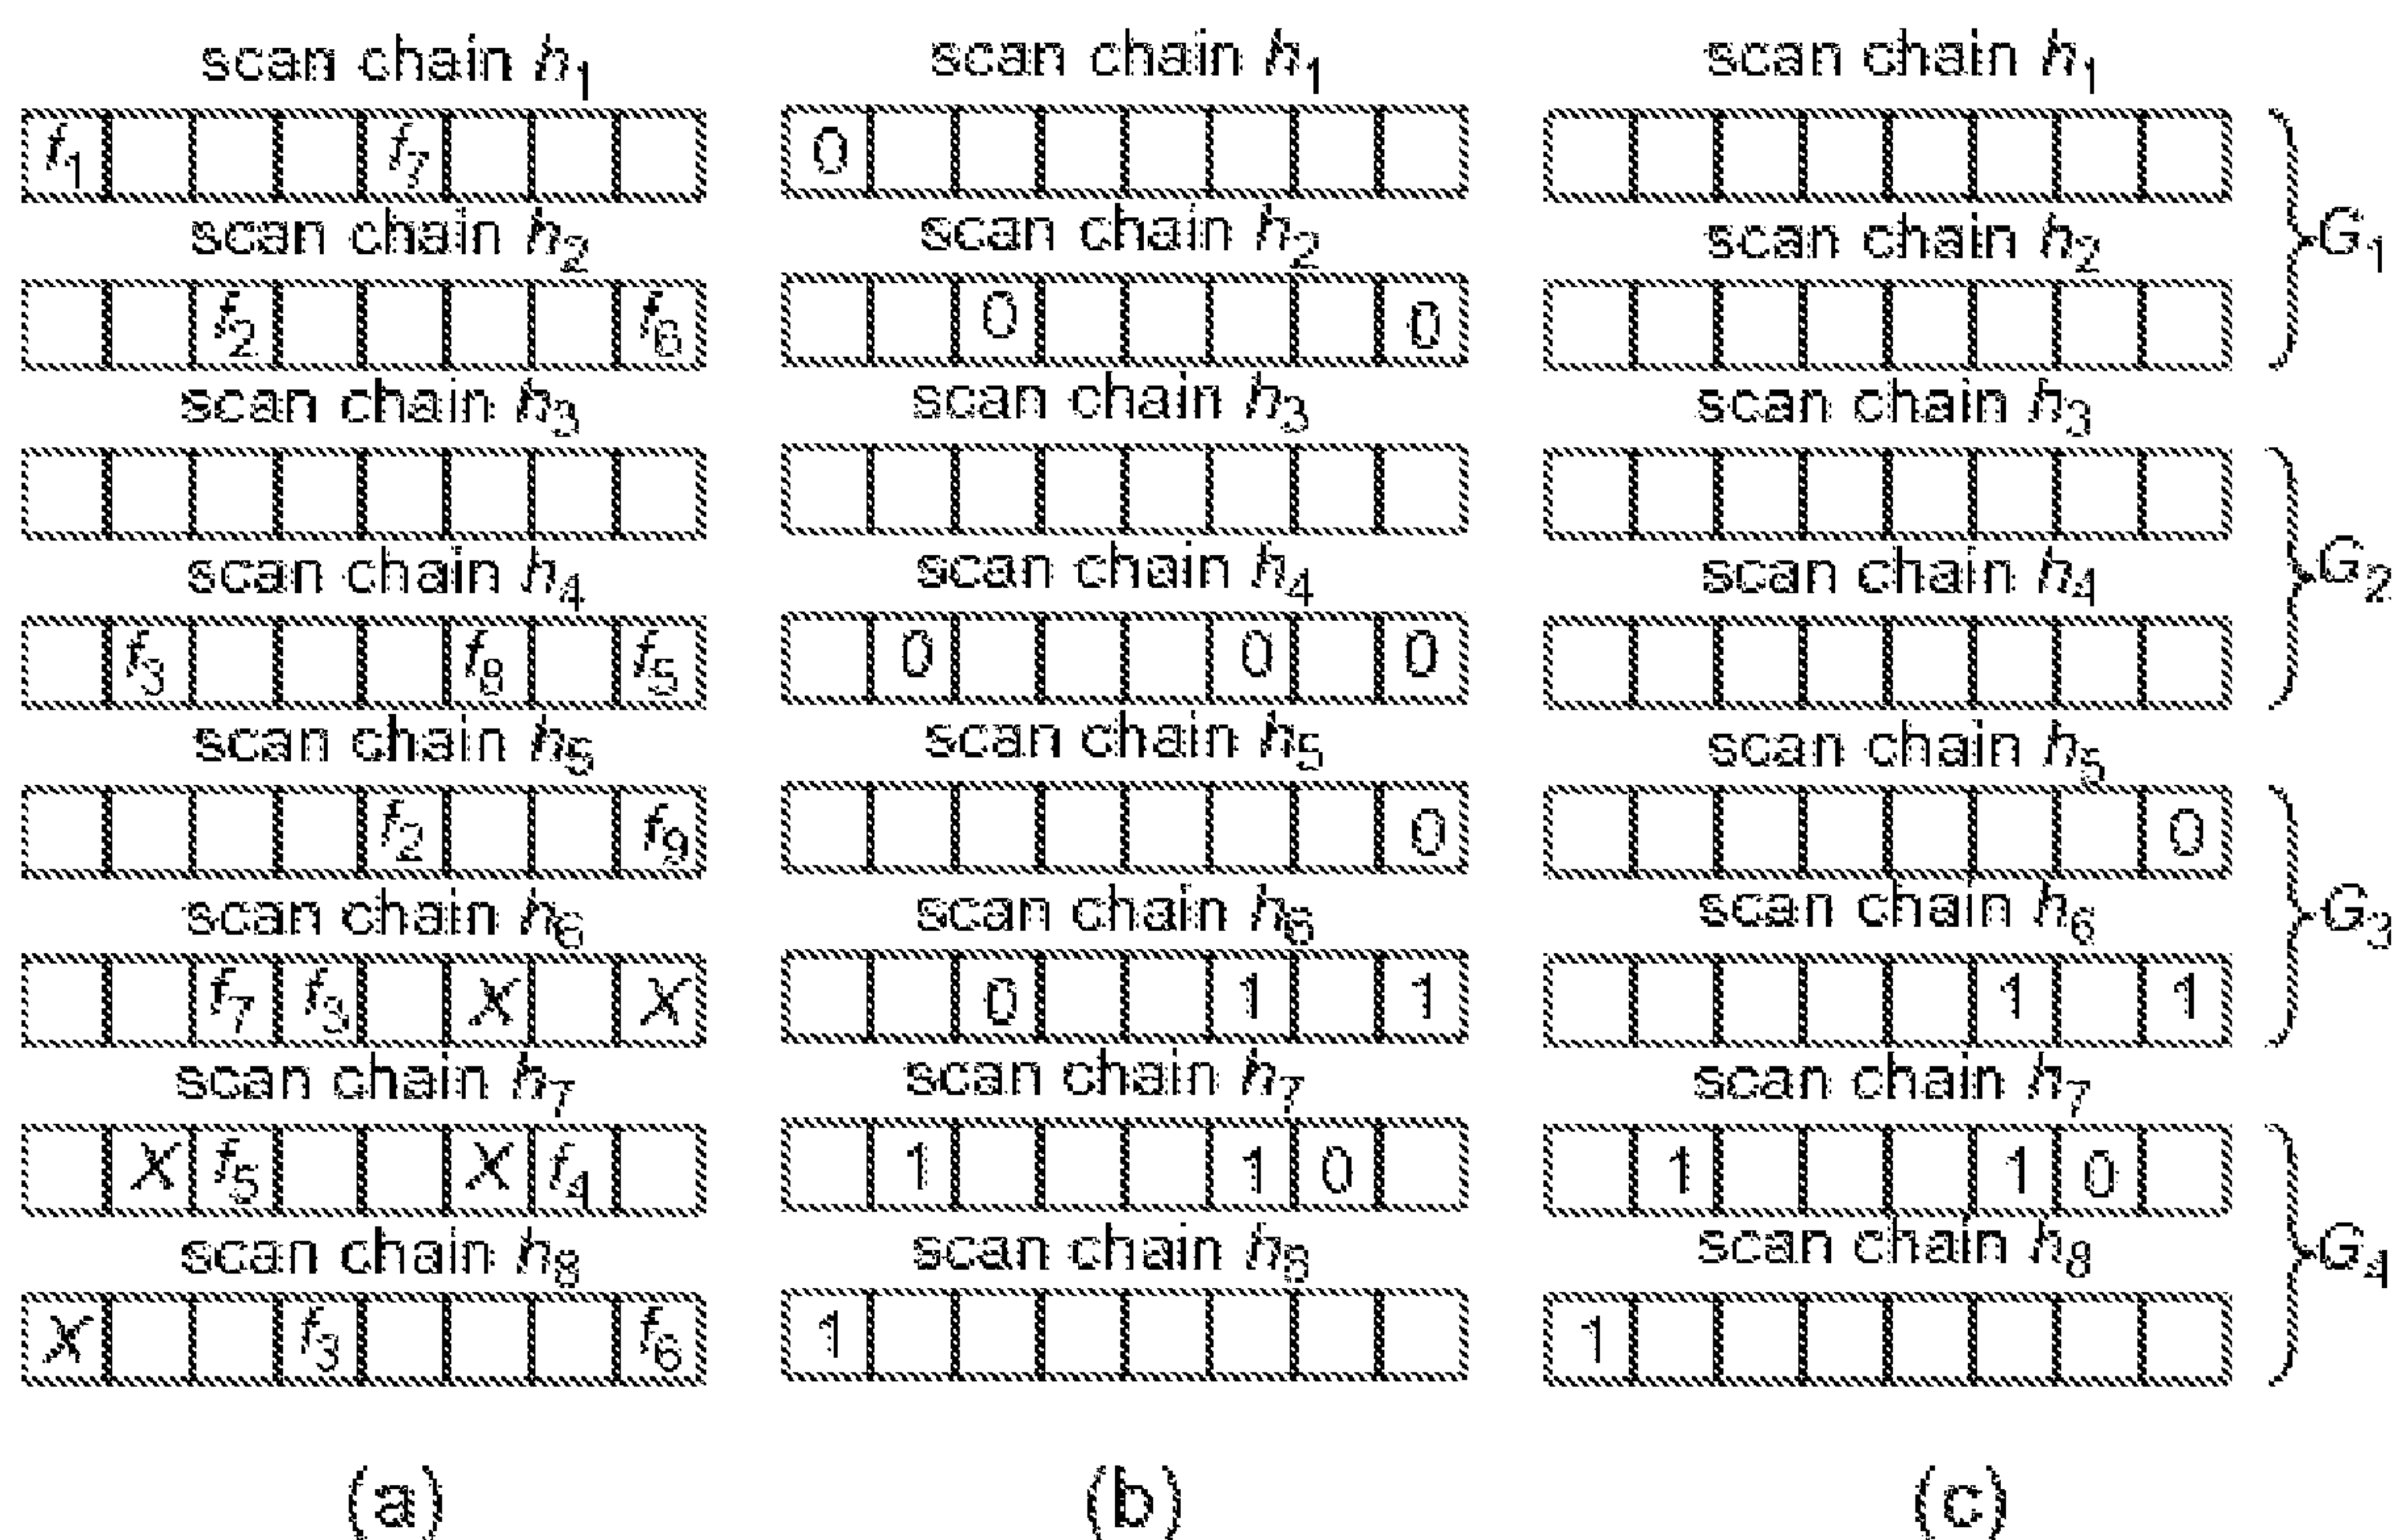 scan chain h1
f1 f7
scan chain h2
f2 f6
scan chain h3
scan chain h4
f3 f8 f5
scan chain h5
f2 f9
scan chain h6
f7 f3 X X
scan chain h7
X f5 X f4
scan chain h8
X f3 f6
(a)
scan chain h1
0
scan chain h2
0 0
scan chain h3
scan chain h4
0 0 0
scan chain h5
0
scan chain h6
0 1 1
scan chain h7
1 1 0
scan chain h8
1
(b)
scan chain h1
scan chain h2
G1
scan chain h3
scan chain h4
G2
scan chain h5
0
scan chain h6
1 1
G3
scan chain h7
1 1 0
scan chain h8
1
G4
(c)